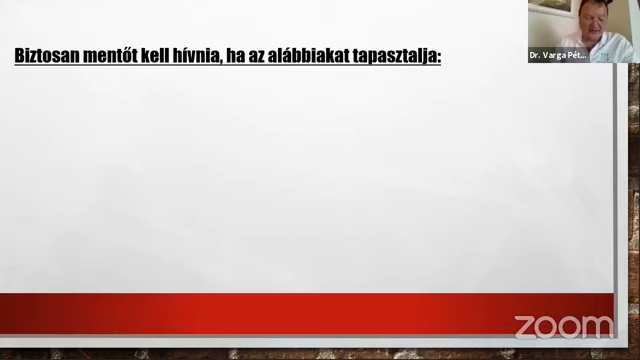 Biztosan mentőt kell hívnia, ha az alábbiakat tapasztalja:
Dr. Varga Pét...
zoom